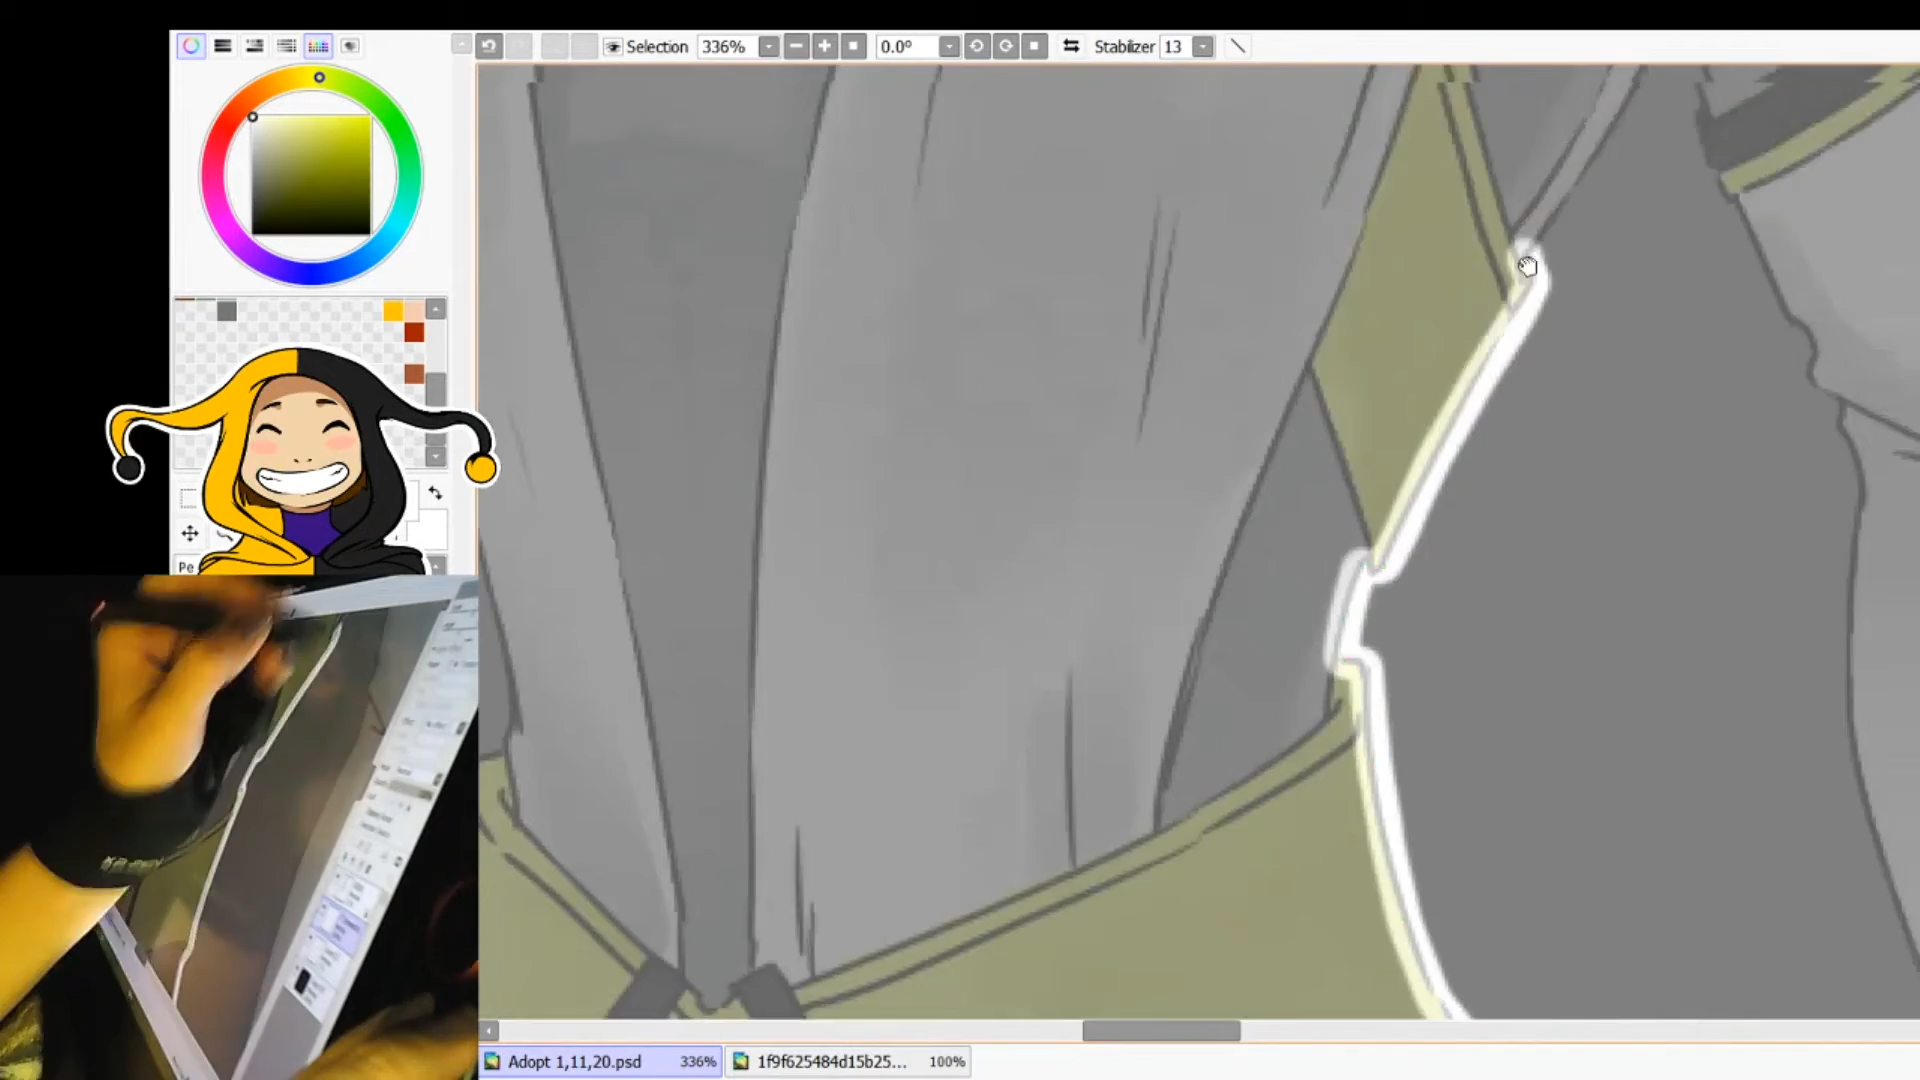 Selection 336% 0.0° Stabilizer 13
Pe
Adopt 1,11,20.psd 336% 1f9f625484d15b25... 100%